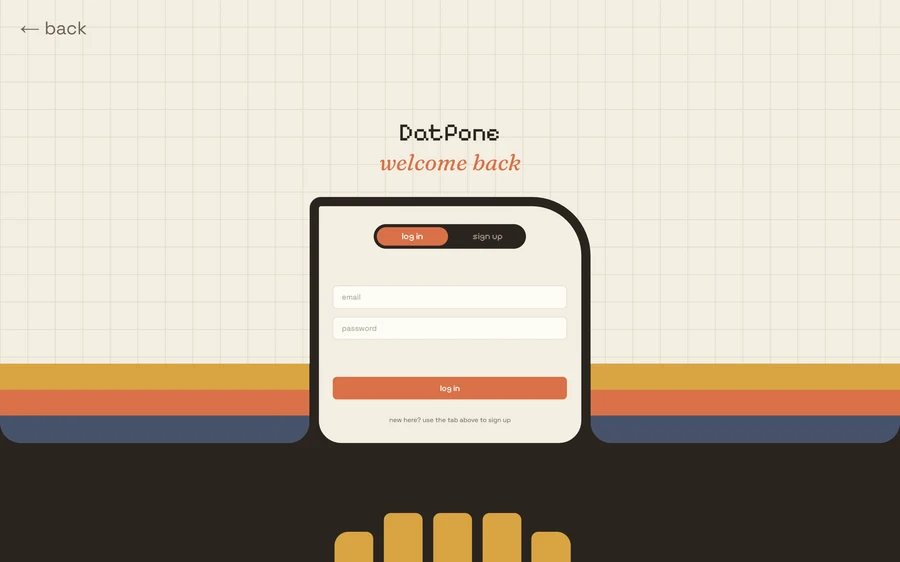 ← back
DatPone
welcome back
log in sign up
email
password
log in
new here? use the tab above to sign up